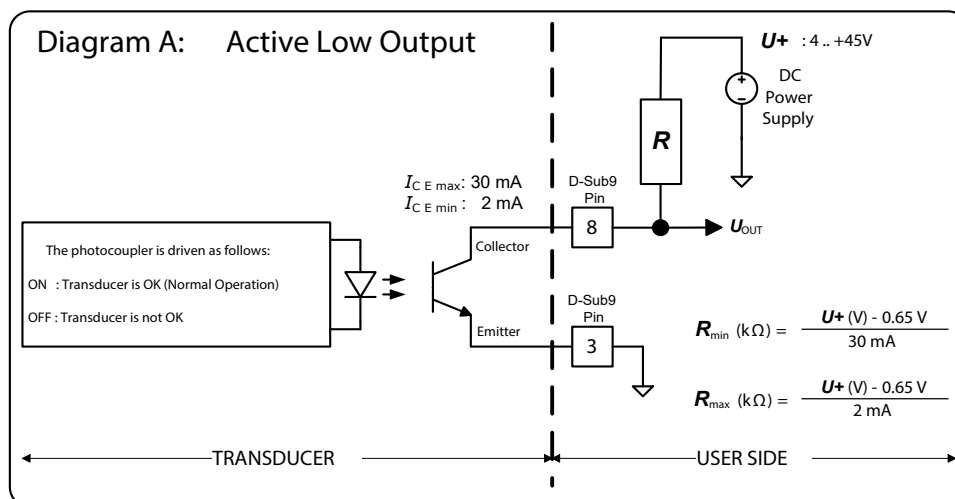 Diagram A: Active Low Output
U+ : 4 .. +45V
DC
Power
Supply
R
I C E max: 30 mA
I C E min : 2 mA
D-Sub9
Pin
8
UOUT
Collector
The photocoupler is driven as follows:
ON : Transducer is OK (Normal Operation)
OFF : Transducer is not OK
Emitter
D-Sub9
Pin
3
Rmin (kΩ) = U+ (V) - 0.65 V
30 mA
Rmax (kΩ) = U+ (V) - 0.65 V
2 mA
TRANSDUCER
USER SIDE